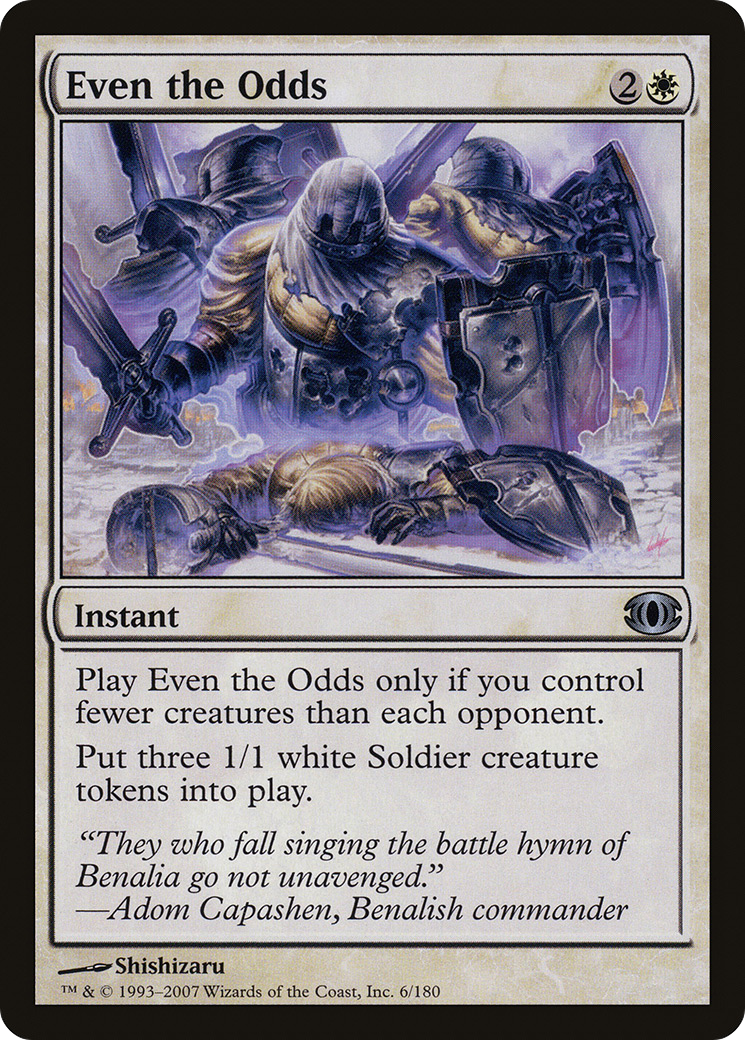 Even the Odds 2
Instant
Play Even the Odds only if you control
fewer creatures than each opponent.
Put three 1/1 white Soldier creature
tokens into play.
“They who fall singing the battle hymn of
Benalia go not unavenged.”
—Adom Capashen, Benalish commander
Shishizaru
™ & © 1993–2007 Wizards of the Coast, Inc. 6/180